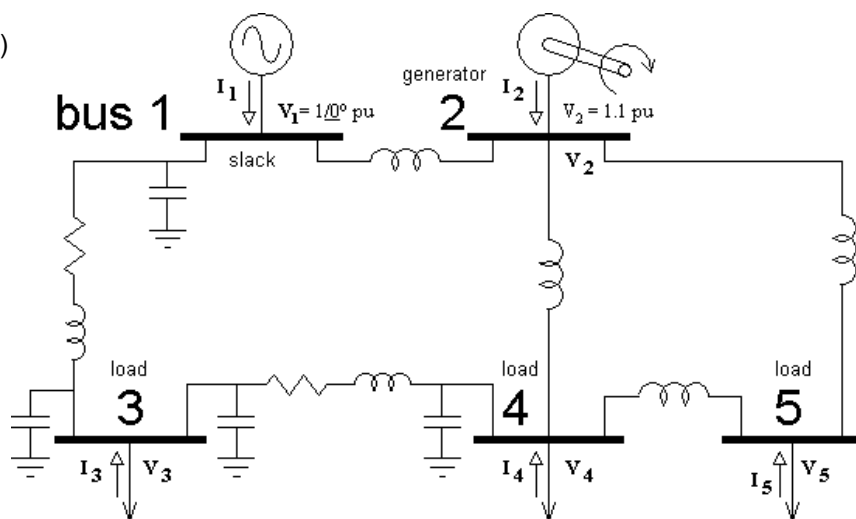 )
generator
I1
I2
bus 1
V1= 1/0º pu
2
V2 = 1.1 pu
slack
V2
load
load
load
3
4
5
I3
V3
I4
V4
I5
V5